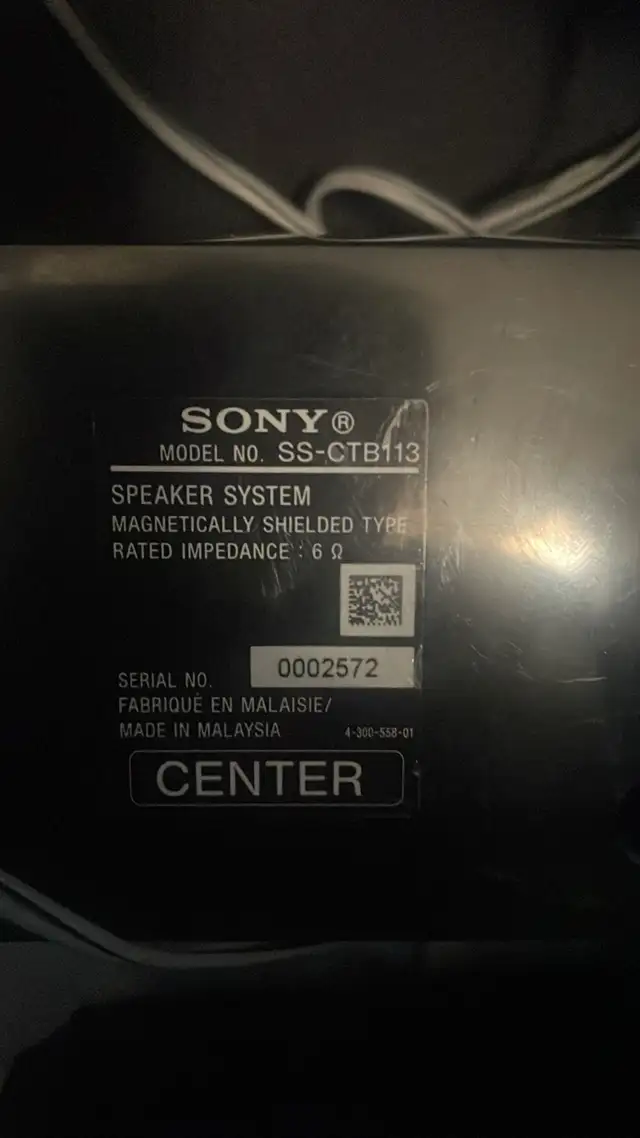 SONY®
MODEL NO. SS-CTB113
SPEAKER SYSTEM
MAGNETICALLY SHIELDED TYPE
RATED IMPEDANCE : 6 Ω
SERIAL NO. 0002572
FABRIQUÉ EN MALAISIE/
MADE IN MALAYSIA 4-300-558-01
CENTER